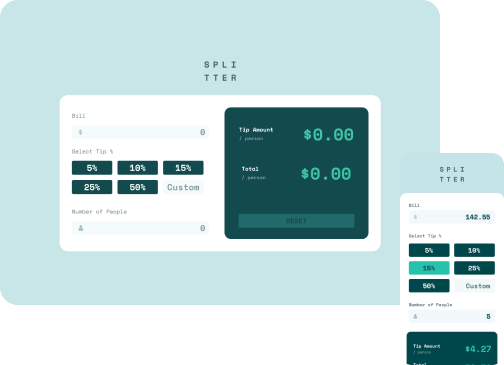 SPLI
TTER
Bill
$ 0
Select Tip %
5% 10% 15%
25% 50% Custom
Number of People
0
Tip Amount
/ person
$0.00
Total
/ person
$0.00
RESET
SPLI
TTER
Bill
$ 142.55
Select Tip %
5% 10%
15% 25%
50% Custom
Number of People
5
Tip Amount
/ person
$4.27